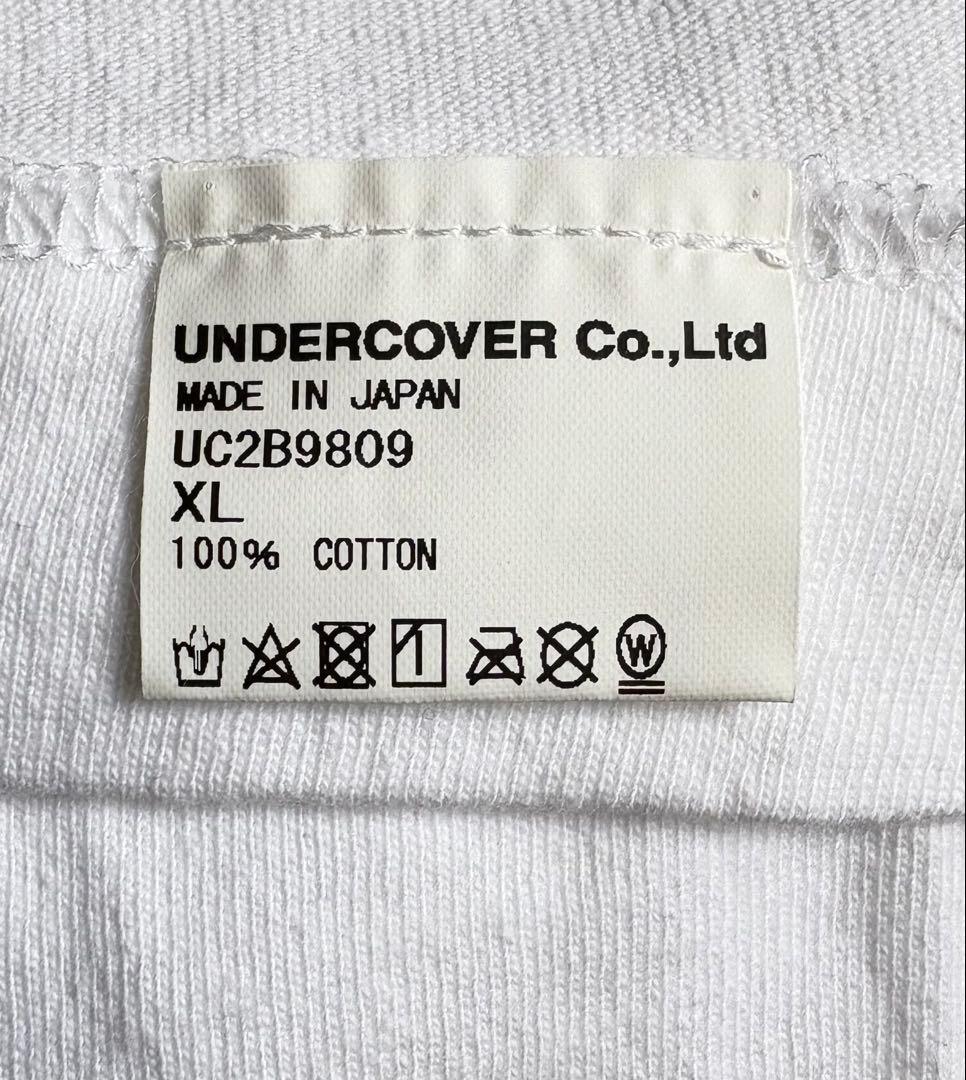 UNDERCOVER Co.,Ltd
MADE IN JAPAN
UC2B9809
XL
100% COTTON
W